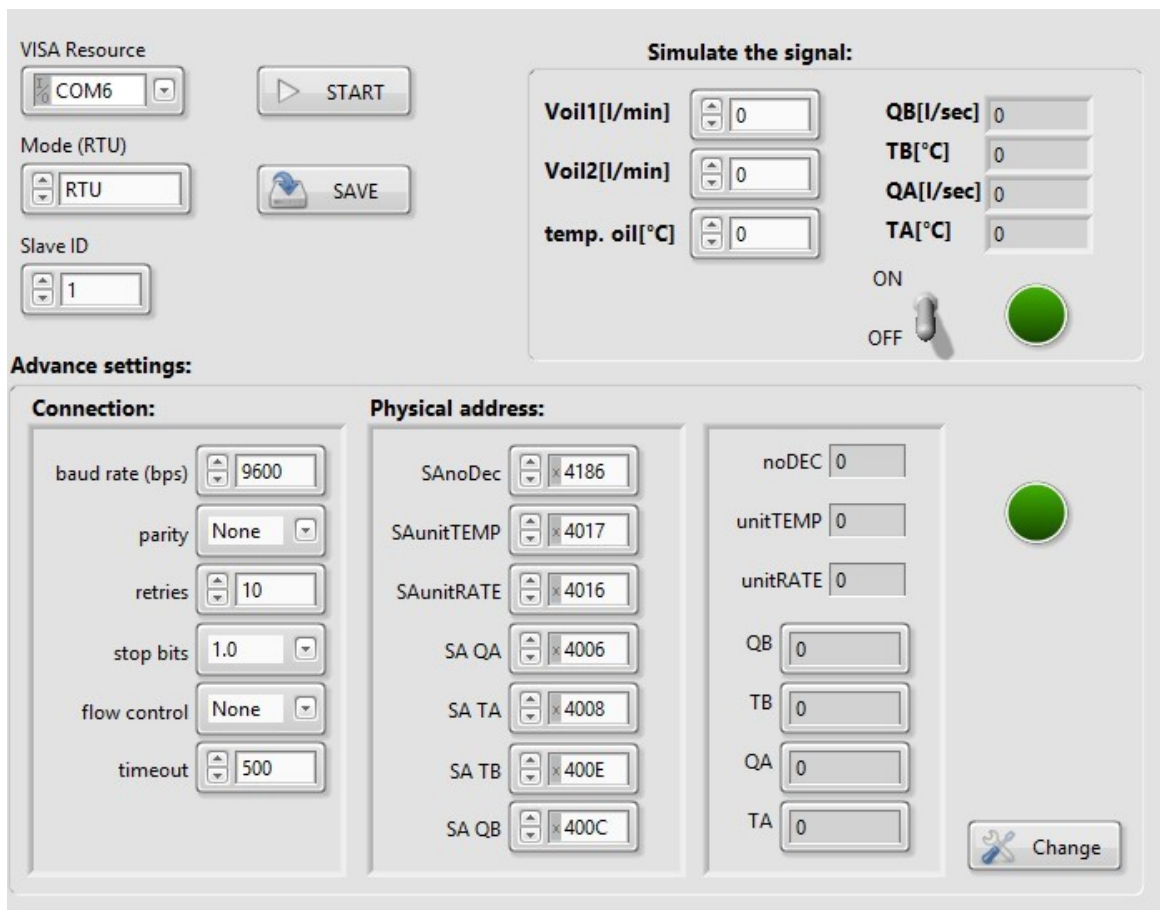 VISA Resource
I/O COM6
START
Mode (RTU)
RTU
SAVE
Slave ID
1
Simulate the signal:
Voil1[l/min] 0
Voil2[l/min] 0
temp. oil[°C] 0
QB[l/sec] 0
TB[°C] 0
QA[l/sec] 0
TA[°C] 0
ON
OFF
Advance settings:
Connection:
baud rate (bps) 9600
parity None
retries 10
stop bits 1.0
flow control None
timeout 500
Physical address:
SAnoDec x 4186
SAunitTEMP x 4017
SAunitRATE x 4016
SA QA x 4006
SA TA x 4008
SA TB x 400E
SA QB x 400C
noDEC 0
unitTEMP 0
unitRATE 0
QB 0
TB 0
QA 0
TA 0
Change